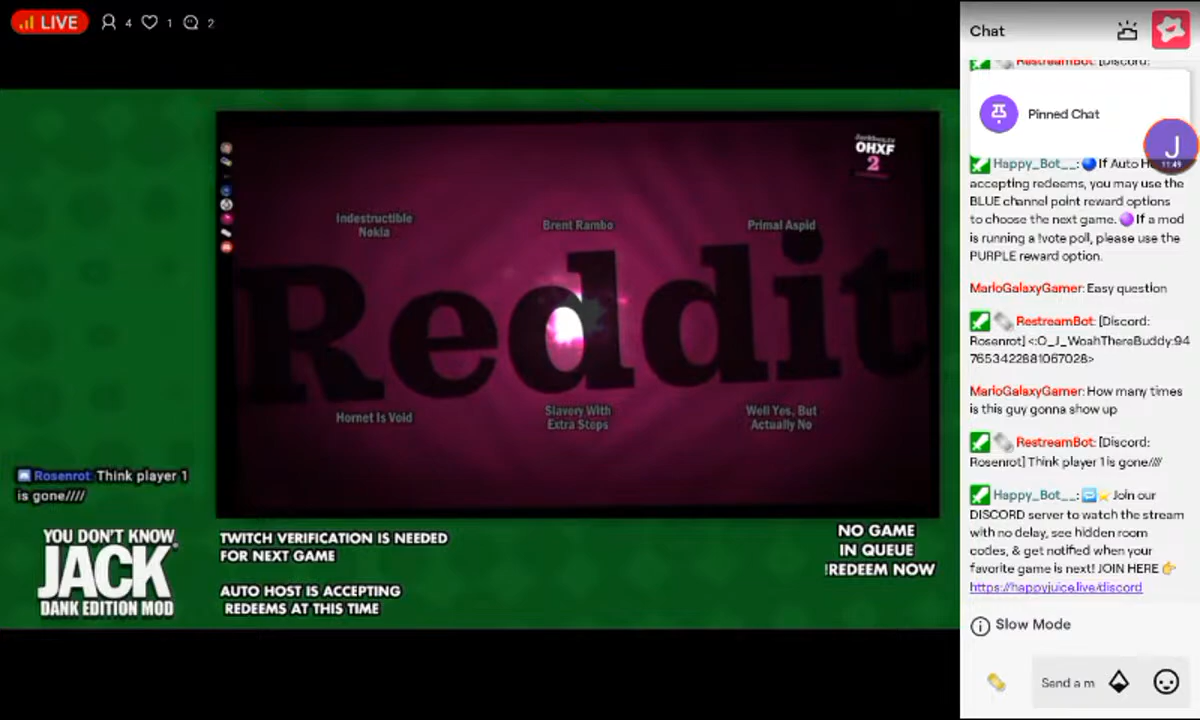 LIVE 4 1 2
OHXF
2
Indestructible
Nokia
Brent Rambo
Primal Aspid
Reddit
Hornet Is Void
Slavery With
Extra Steps
Well Yes, But
Actually No
Rosenrot Think player 1
is gone////
YOU DON'T KNOW
JACK
DANK EDITION MOD
TWITCH VERIFICATION IS NEEDED
FOR NEXT GAME
AUTO HOST IS ACCEPTING
REDEEMS AT THIS TIME
NO GAME
IN QUEUE
!REDEEM NOW
Chat
RestreamBot: [Discord:
Pinned Chat
J
11:49
Happy_Bot__: If Auto H
accepting redeems, you may use the
BLUE channel point reward options
to choose the next game. If a mod
is running a !vote poll, please use the
PURPLE reward option.
MarioGalaxyGamer: Easy question
RestreamBot: [Discord:
Rosenrot] <:O_J_WoahThereBuddy:94
7653422881067028>
MarioGalaxyGamer: How many times
is this guy gonna show up
RestreamBot: [Discord:
Rosenrot] Think player 1 is gone////
Happy_Bot__: Join our
DISCORD server to watch the stream
with no delay, see hidden room
codes, & get notified when your
favorite game is next! JOIN HERE
https://happyjuice.live/discord
Slow Mode
Send a m